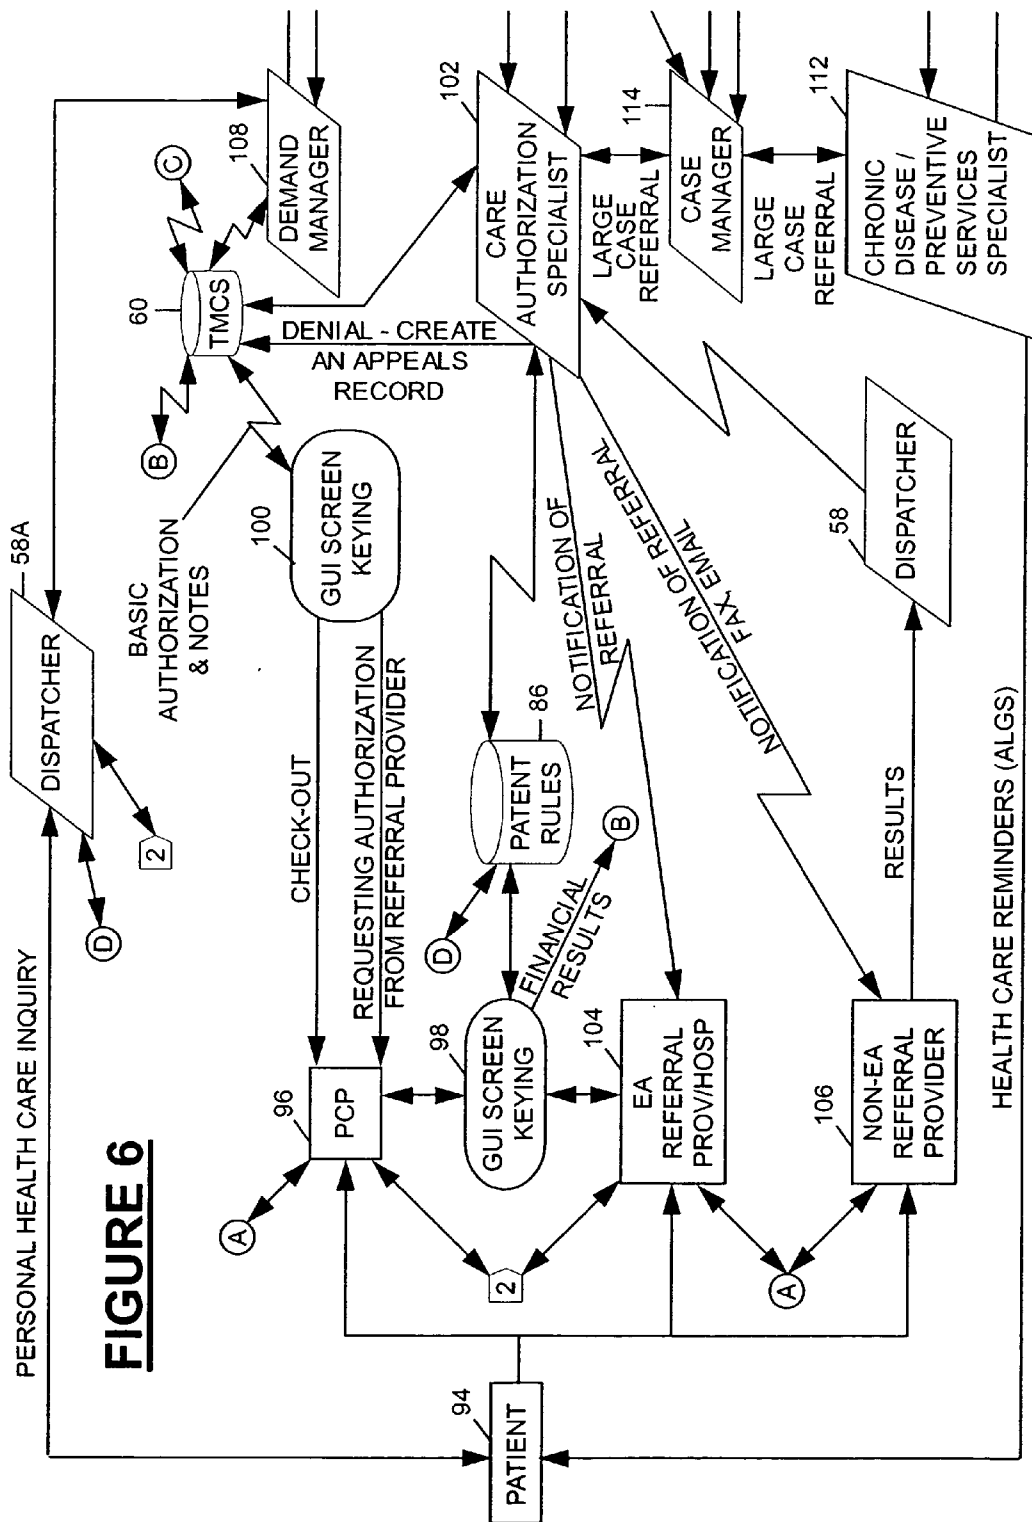 FIGURE 6
PERSONAL HEALTH CARE INQUIRY
58A
DISPATCHER
D
2
BASIC
AUTHORIZATION
& NOTES
B
60
TMCS
C
108
DEMAND
MANAGER
A
96
PCP
CHECK-OUT
REQUESTING AUTHORIZATION
FROM REFERRAL PROVIDER
100
GUI SCREEN
KEYING
DENIAL - CREATE
AN APPEALS
RECORD
102
CARE
AUTHORIZATION
SPECIALIST
94
PATIENT
2
98
GUI SCREEN
KEYING
D
FINANCIAL
RESULTS
B
86
PATENT
RULES
NOTIFICATION OF
REFERRAL
LARGE
CASE
REFERRAL
114
CASE
MANAGER
104
EA
REFERRAL
PROV/HOSP
NOTIFICATION OF REFERRAL
FAX, EMAIL
A
106
NON-EA
REFERRAL
PROVIDER
RESULTS
58
DISPATCHER
LARGE
CASE
REFERRAL
112
CHRONIC
DISEASE /
PREVENTIVE
SERVICES
SPECIALIST
HEALTH CARE REMINDERS (ALGS)